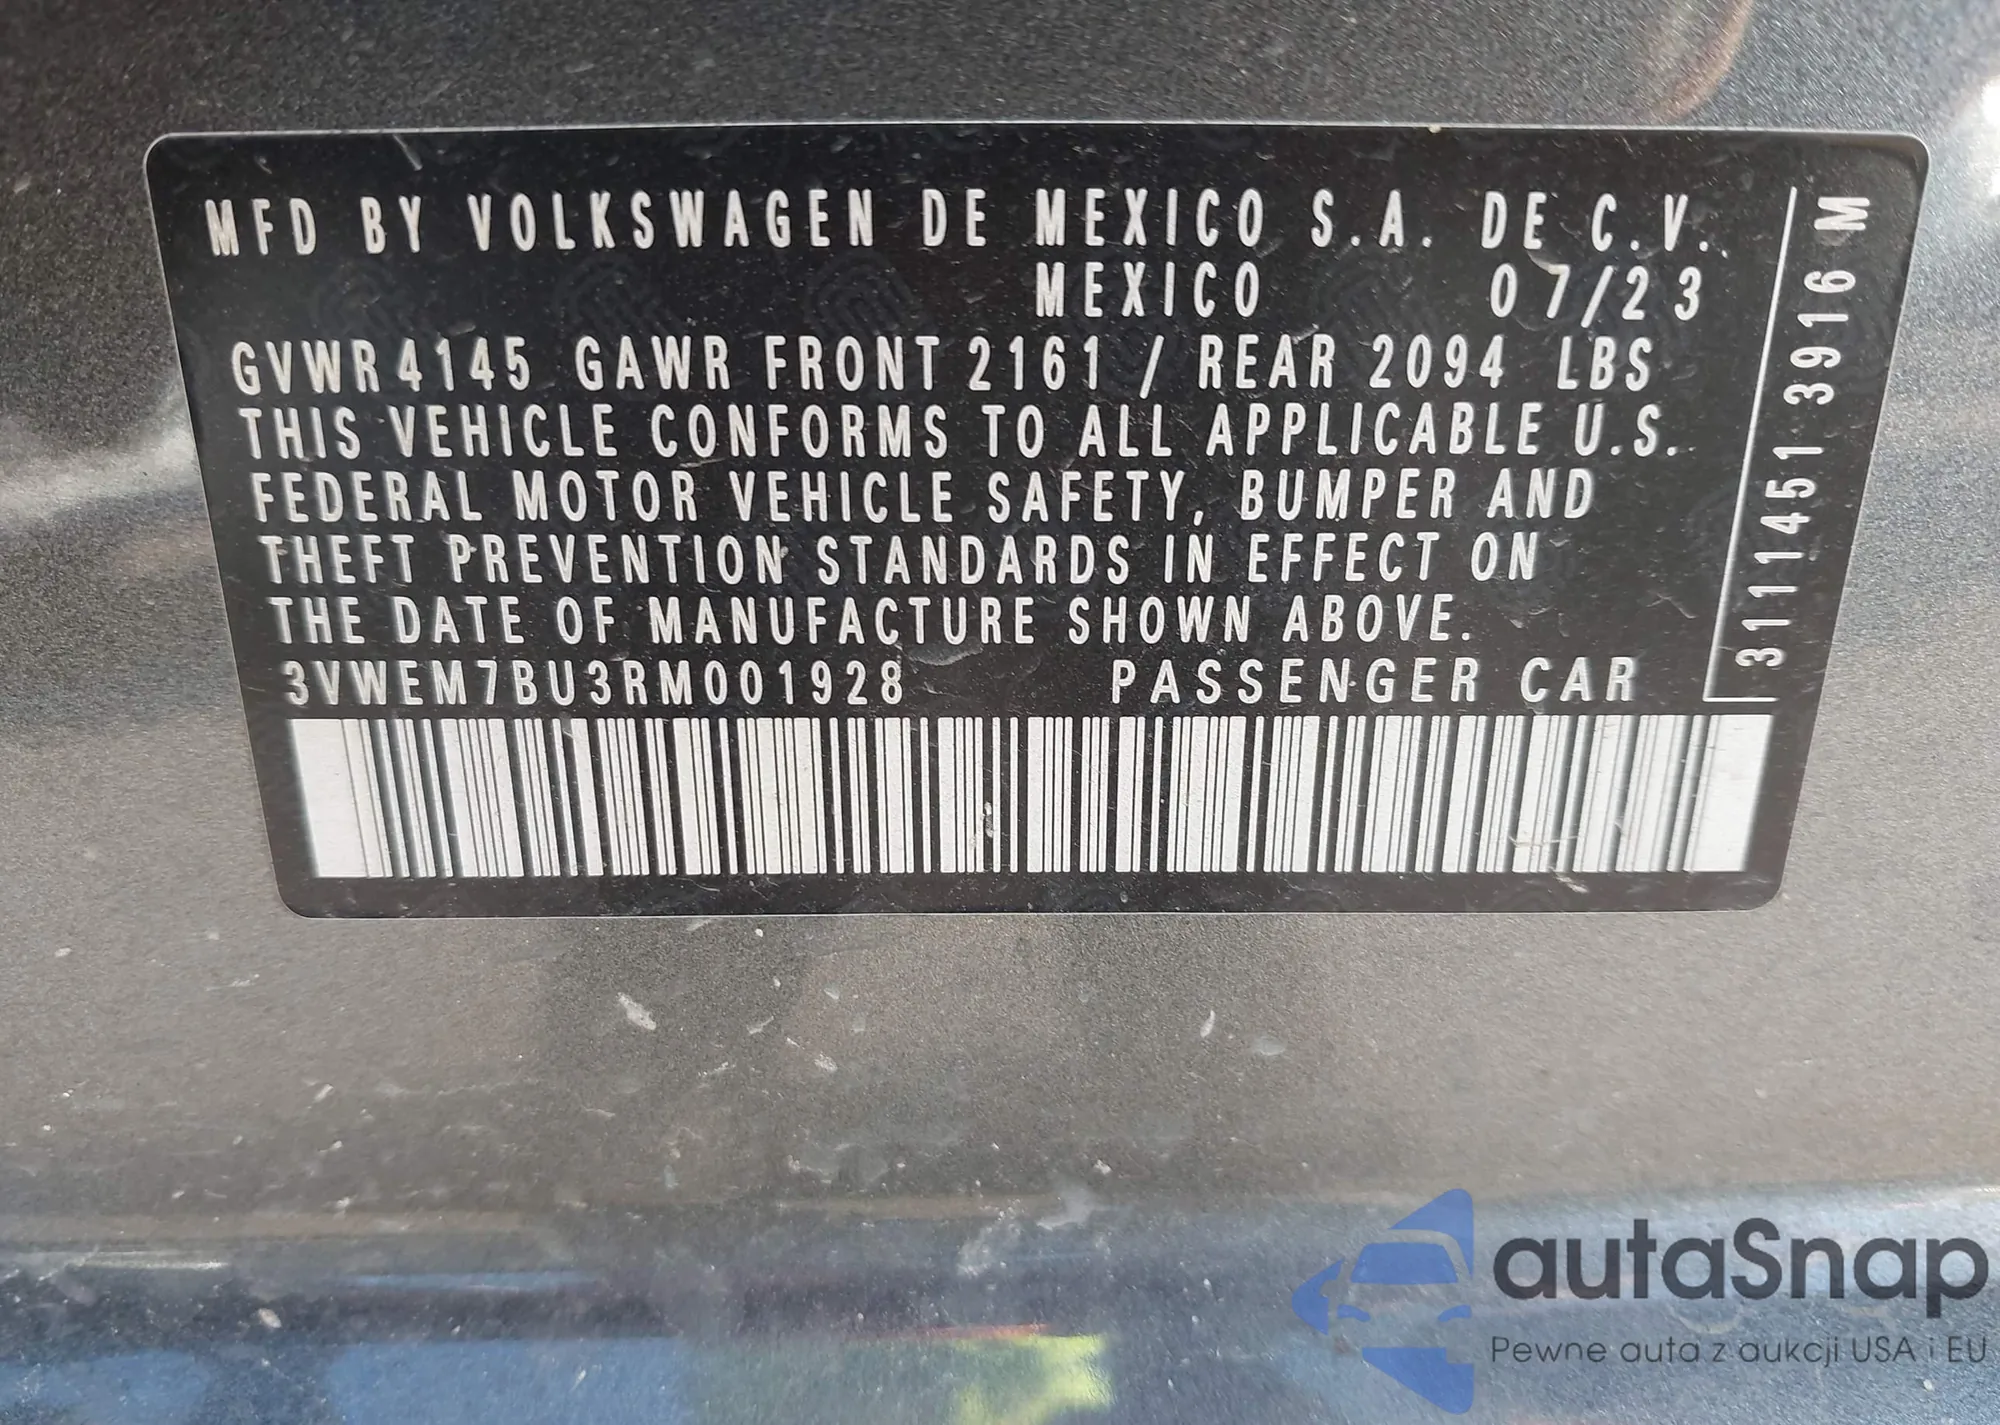 MFD BY VOLKSWAGEN DE MEXICO S.A. DE C.V.
MEXICO 07/23
GVWR 4145 GAWR FRONT 2161 / REAR 2094 LBS
THIS VEHICLE CONFORMS TO ALL APPLICABLE U.S.
FEDERAL MOTOR VEHICLE SAFETY, BUMPER AND
THEFT PREVENTION STANDARDS IN EFFECT ON
THE DATE OF MANUFACTURE SHOWN ABOVE.
3VWEM7BU3RM001928 PASSENGER CAR
3111451 3916 M
autaSnap
Pewne auta z aukcji USA i EU